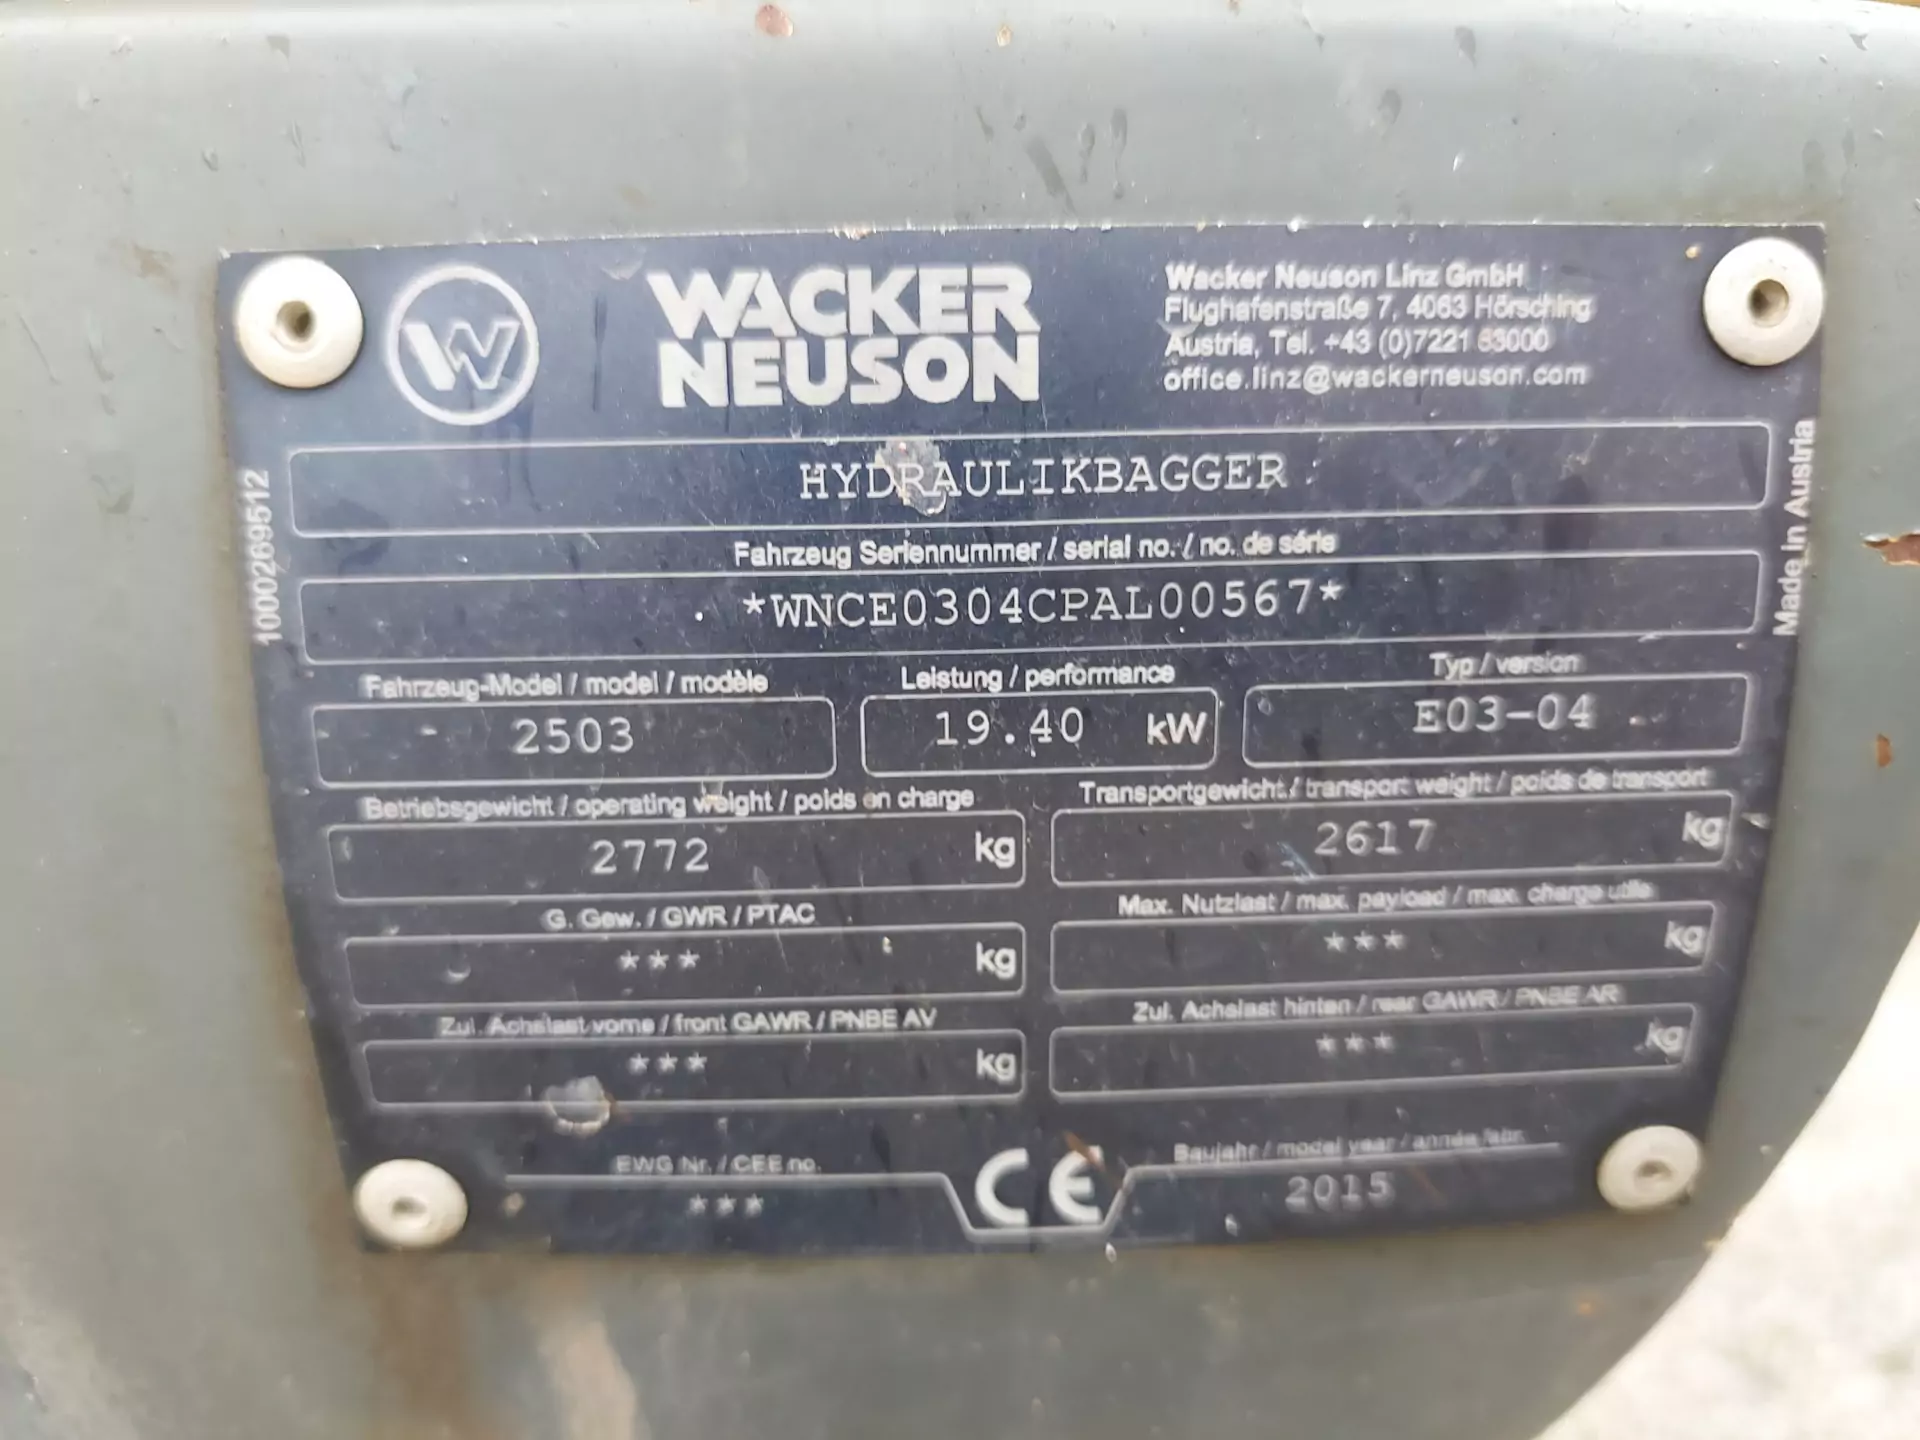 W
WACKER
NEUSON
Wacker Neuson Linz GmbH
Flughafenstraße 7, 4063 Hörsching
Austria, Tel. +43 (0)7221 63000
office.linz@wackerneuson.com
HYDRAULIKBAGGER
1000269512
Made in Austria
Fahrzeug Seriennummer / serial no. / no. de série
*WNCE0304CPAL00567*
Fahrzeug-Model / model / modèle
Leistung / performance
Typ / version
2503
19.40 kW
E03-04
Betriebsgewicht / operating weight / poids en charge
Transportgewicht / transport weight / poids de transport
2772 kg
2617 kg
G. Gew. / GWR / PTAC
Max. Nutzlast / max. payload / max. charge utile
*** kg
*** kg
Zul. Achslast vorne / front GAWR / PNBE AV
Zul. Achslast hinten / rear GAWR / PNBE AR
*** kg
*** kg
EWG Nr. / CEE no.
CE
Baujahr / model year / année fabr.
***
2015